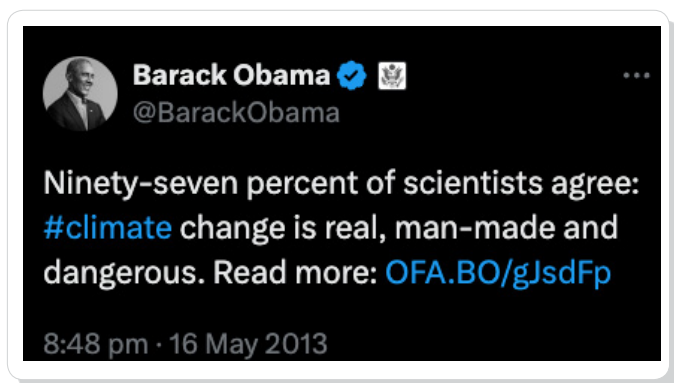 Barack Obama
@BarackObama
Ninety-seven percent of scientists agree:
#climate change is real, man-made and
dangerous. Read more: OFA.BO/gJsdFp
8:48 pm · 16 May 2013